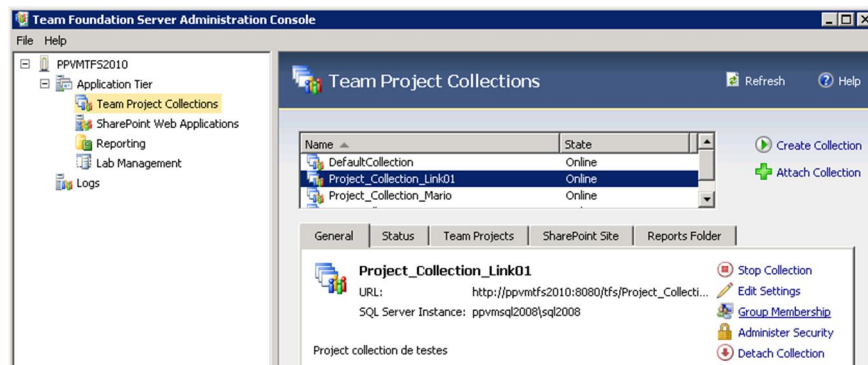 Team Foundation Server Administration Console
File Help
PPVMTFS2010
Application Tier
Team Project Collections
SharePoint Web Applications
Reporting
Lab Management
Logs
Team Project Collections
Refresh Help
Name State
DefaultCollection Online
Project_Collection_Link01 Online
Project_Collection_Mario Online
Create Collection
Attach Collection
General Status Team Projects SharePoint Site Reports Folder
Project_Collection_Link01
URL: http://ppvmtfs2010:8080/tfs/Project_Collecti...
SQL Server Instance: ppvmsql2008\sql2008
Project collection de testes
Stop Collection
Edit Settings
Group Membership
Administer Security
Detach Collection